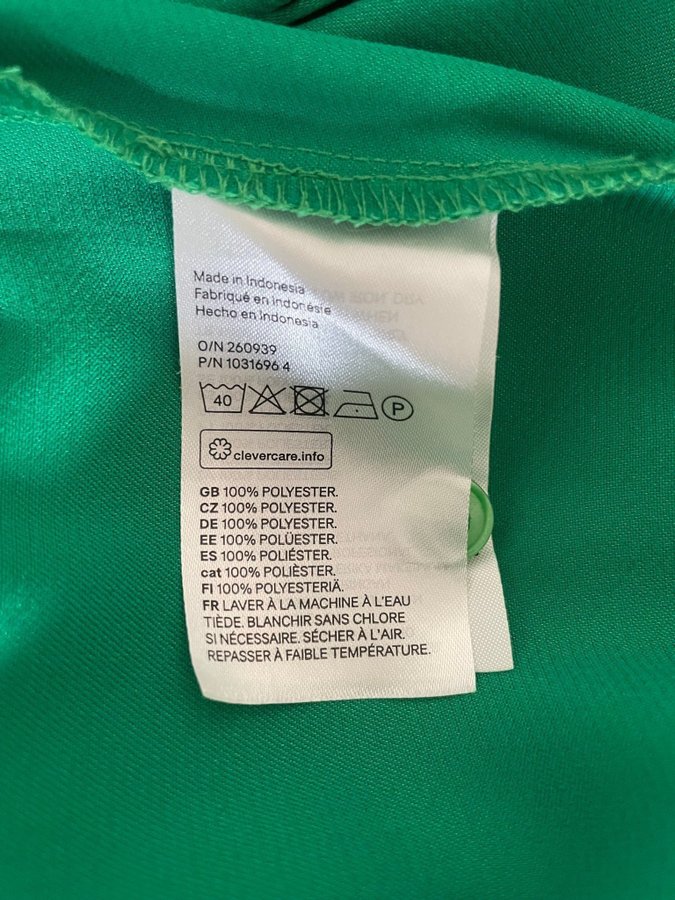 Made in Indonesia
Fabriqué en Indonésie
Hecho en Indonesia
O/N 260939
P/N 1031696 4
40
P
clevercare.info
GB 100% POLYESTER.
CZ 100% POLYESTER.
DE 100% POLYESTER.
EE 100% POLÜESTER.
ES 100% POLIÉSTER.
cat 100% POLIÈSTER.
FI 100% POLYESTERIÄ.
FR LAVER À LA MACHINE À L'EAU
TIÈDE. BLANCHIR SANS CHLORE
SI NÉCESSAIRE. SÉCHER À L'AIR.
REPASSER À FAIBLE TEMPÉRATURE.